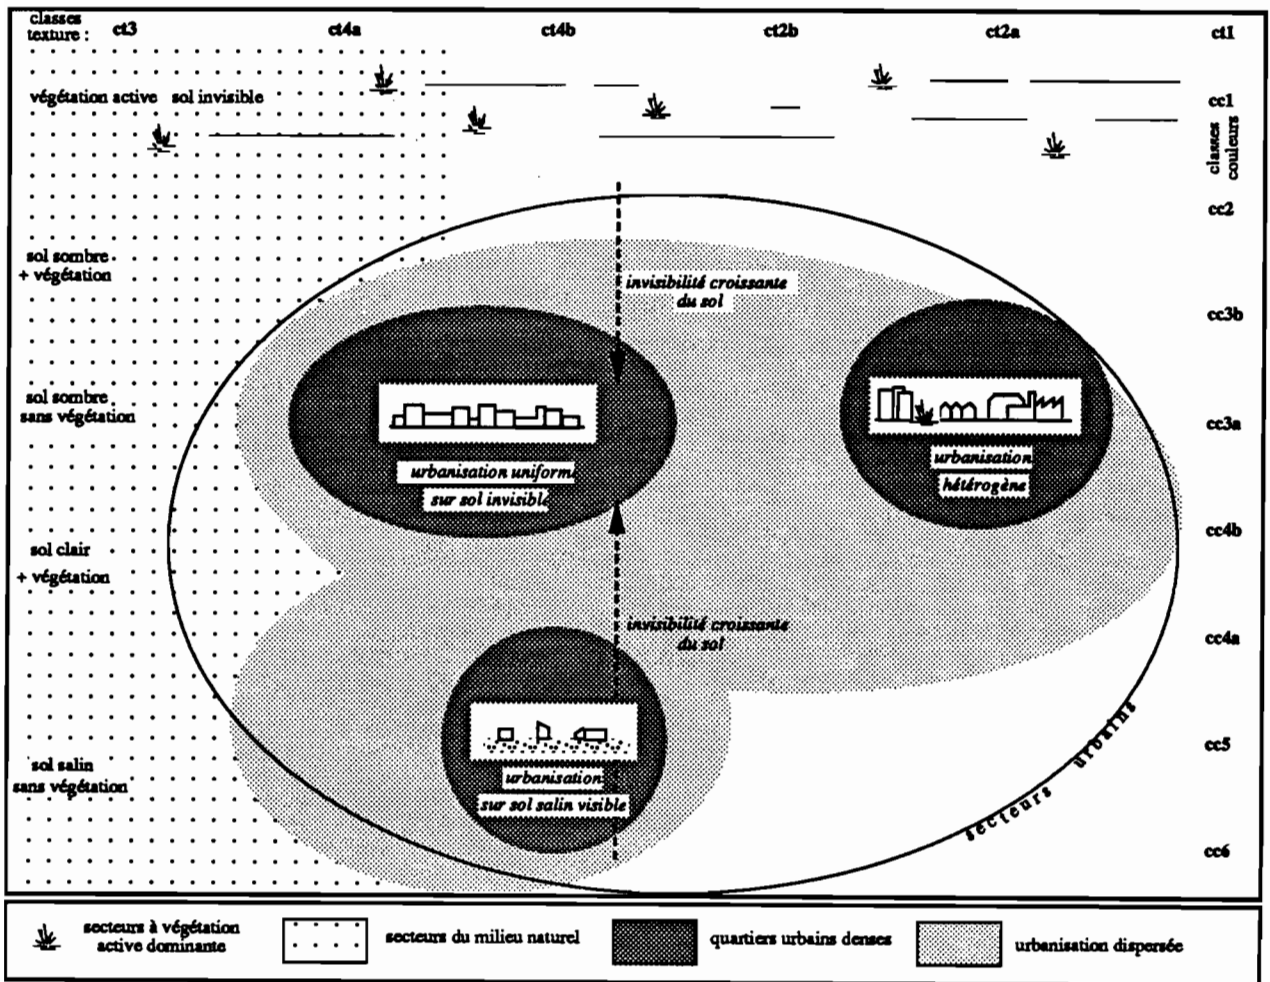 classes
texture :
ct3
ct4a
ct4b
ct2b
ct2a
ct1
végétation active sol invisible
cc1
classes
couleurs
cc2
sol sombre
+ végétation
invisibilité croissante
du sol
cc3b
sol sombre
sans végétation
cc3a
urbanisation uniforme
sur sol invisible
urbanisation
hétérogène
cc4b
sol clair
+ végétation
invisibilité croissante
du sol
cc4a
secteurs urbains
cc5
sol salin
sans végétation
urbanisation
sur sol salin visible
cc6
secteurs à végétation
active dominante
secteurs du milieu naturel
quartiers urbains denses
urbanisation dispersée